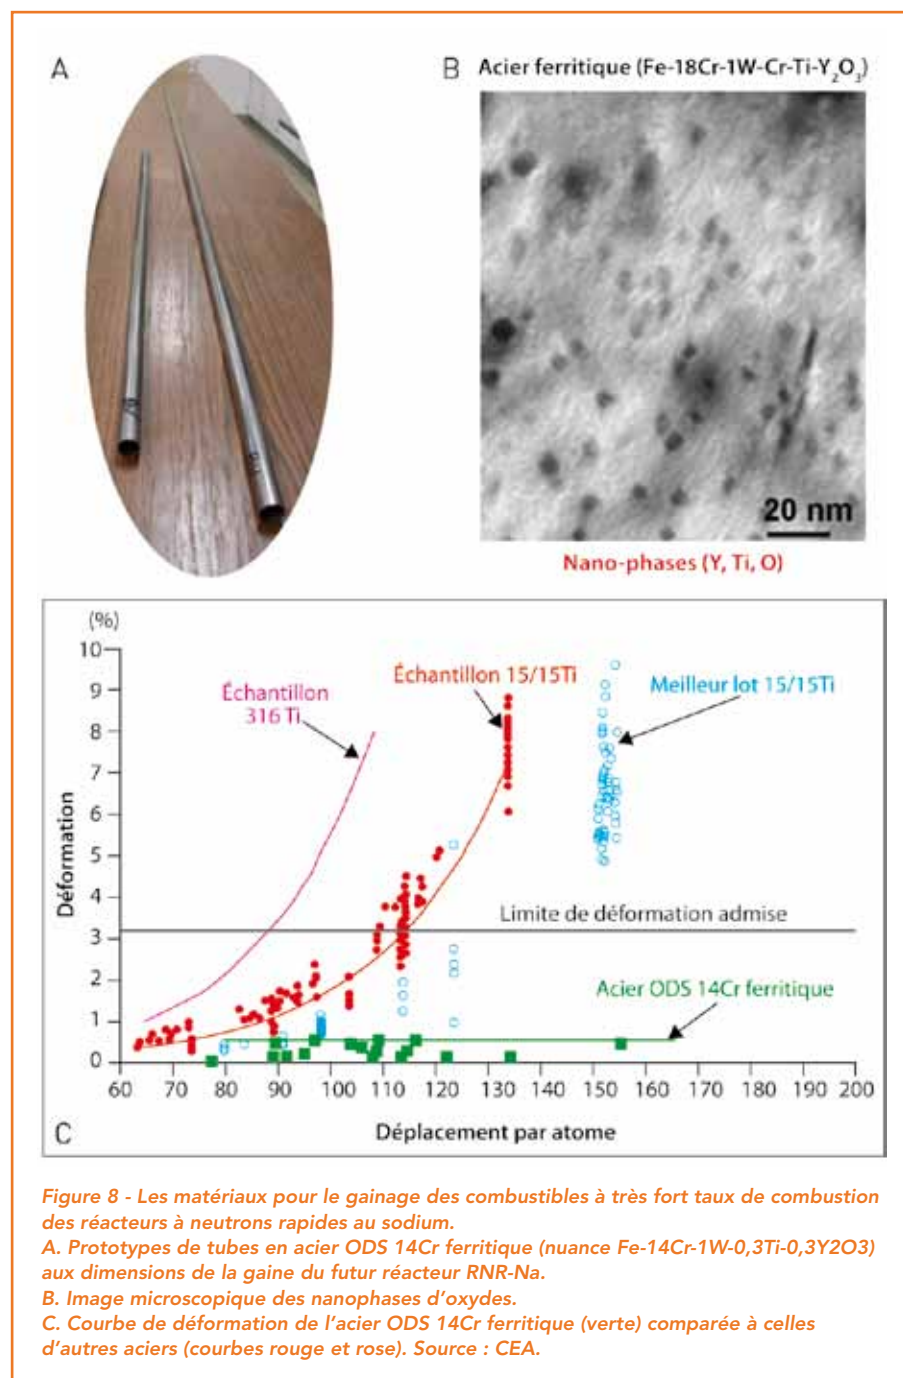 A
B Acier ferritique (Fe-18Cr-1W-Cr-Ti-Y2O3)
20 nm
Nano-phases (Y, Ti, O)
(%)
10
9
8
7
6
5
4
3
2
1
0
Déformation
Échantillon
316 Ti
Échantillon 15/15Ti
Meilleur lot 15/15Ti
Limite de déformation admise
Acier ODS 14Cr ferritique
60 70 80 90 100 110 120 130 140 150 160 170 180 190 200
C
Déplacement par atome
Figure 8 - Les matériaux pour le gainage des combustibles à très fort taux de combustion
des réacteurs à neutrons rapides au sodium.
A. Prototypes de tubes en acier ODS 14Cr ferritique (nuance Fe-14Cr-1W-0,3Ti-0,3Y2O3)
aux dimensions de la gaine du futur réacteur RNR-Na.
B. Image microscopique des nanophases d'oxydes.
C. Courbe de déformation de l'acier ODS 14Cr ferritique (verte) comparée à celles
d'autres aciers (courbes rouge et rose). Source : CEA.